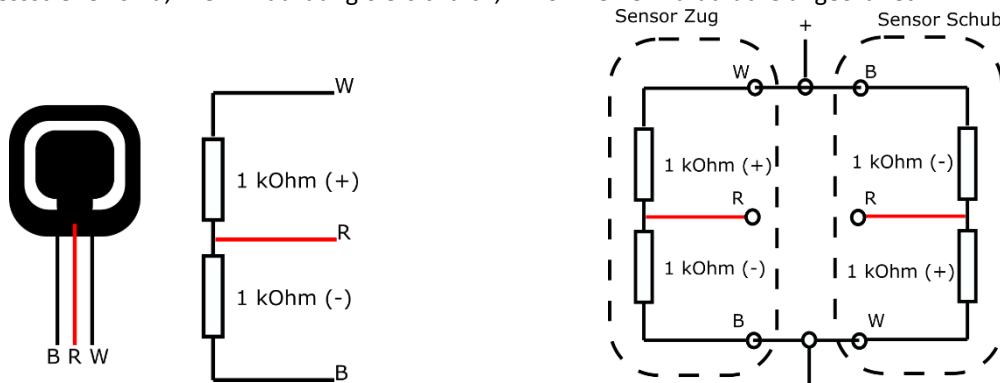 Sensor Zug
Sensor Schub
+
W
B
W
1 kOhm (+)
1 kOhm (+)
1 kOhm (-)
R
R
R
1 kOhm (-)
1 kOhm (-)
1 kOhm (+)
B
W
B R W
B